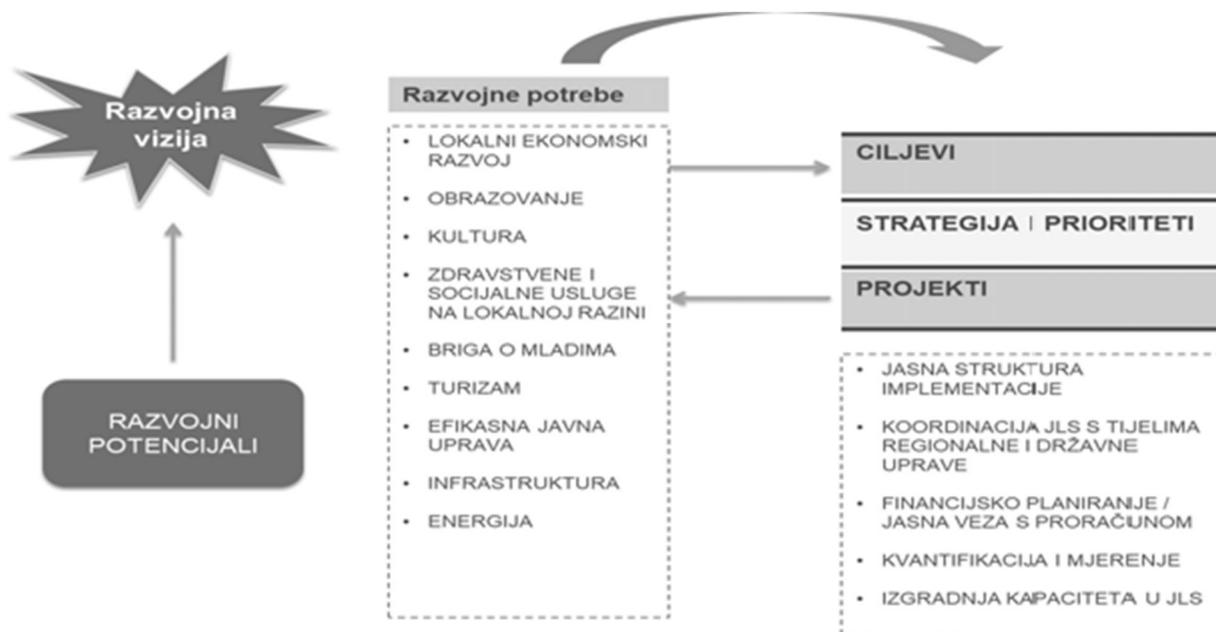 Razvojna
vizija
RAZVOJNI
POTENCIJALI
Razvojne potrebe
• LOKALNI EKONOMSKI
RAZVOJ
• OBRAZOVANJE
• KULTURA
• ZDRAVSTVENE I
SOCIJALNE USLUGE
NA LOKALNOJ RAZINI
• BRIGA O MLADIMA
• TURIZAM
• EFIKASNA JAVNA
UPRAVA
• INFRASTRUKTURA
• ENERGIJA
CILJEVI
STRATEGIJA I PRIORITETI
PROJEKTI
• JASNA STRUKTURA
IMPLEMENTACIJE
• KOORDINACIJA JLS S TIJELIMA
REGIONALNE I DRŽAVNE
UPRAVE
• FINANCIJSKO PLANIRANJE /
JASNA VEZA S PRORAČUNOM
• KVANTIFIKACIJA I MJERENJE
• IZGRADNJA KAPACITETA U JLS